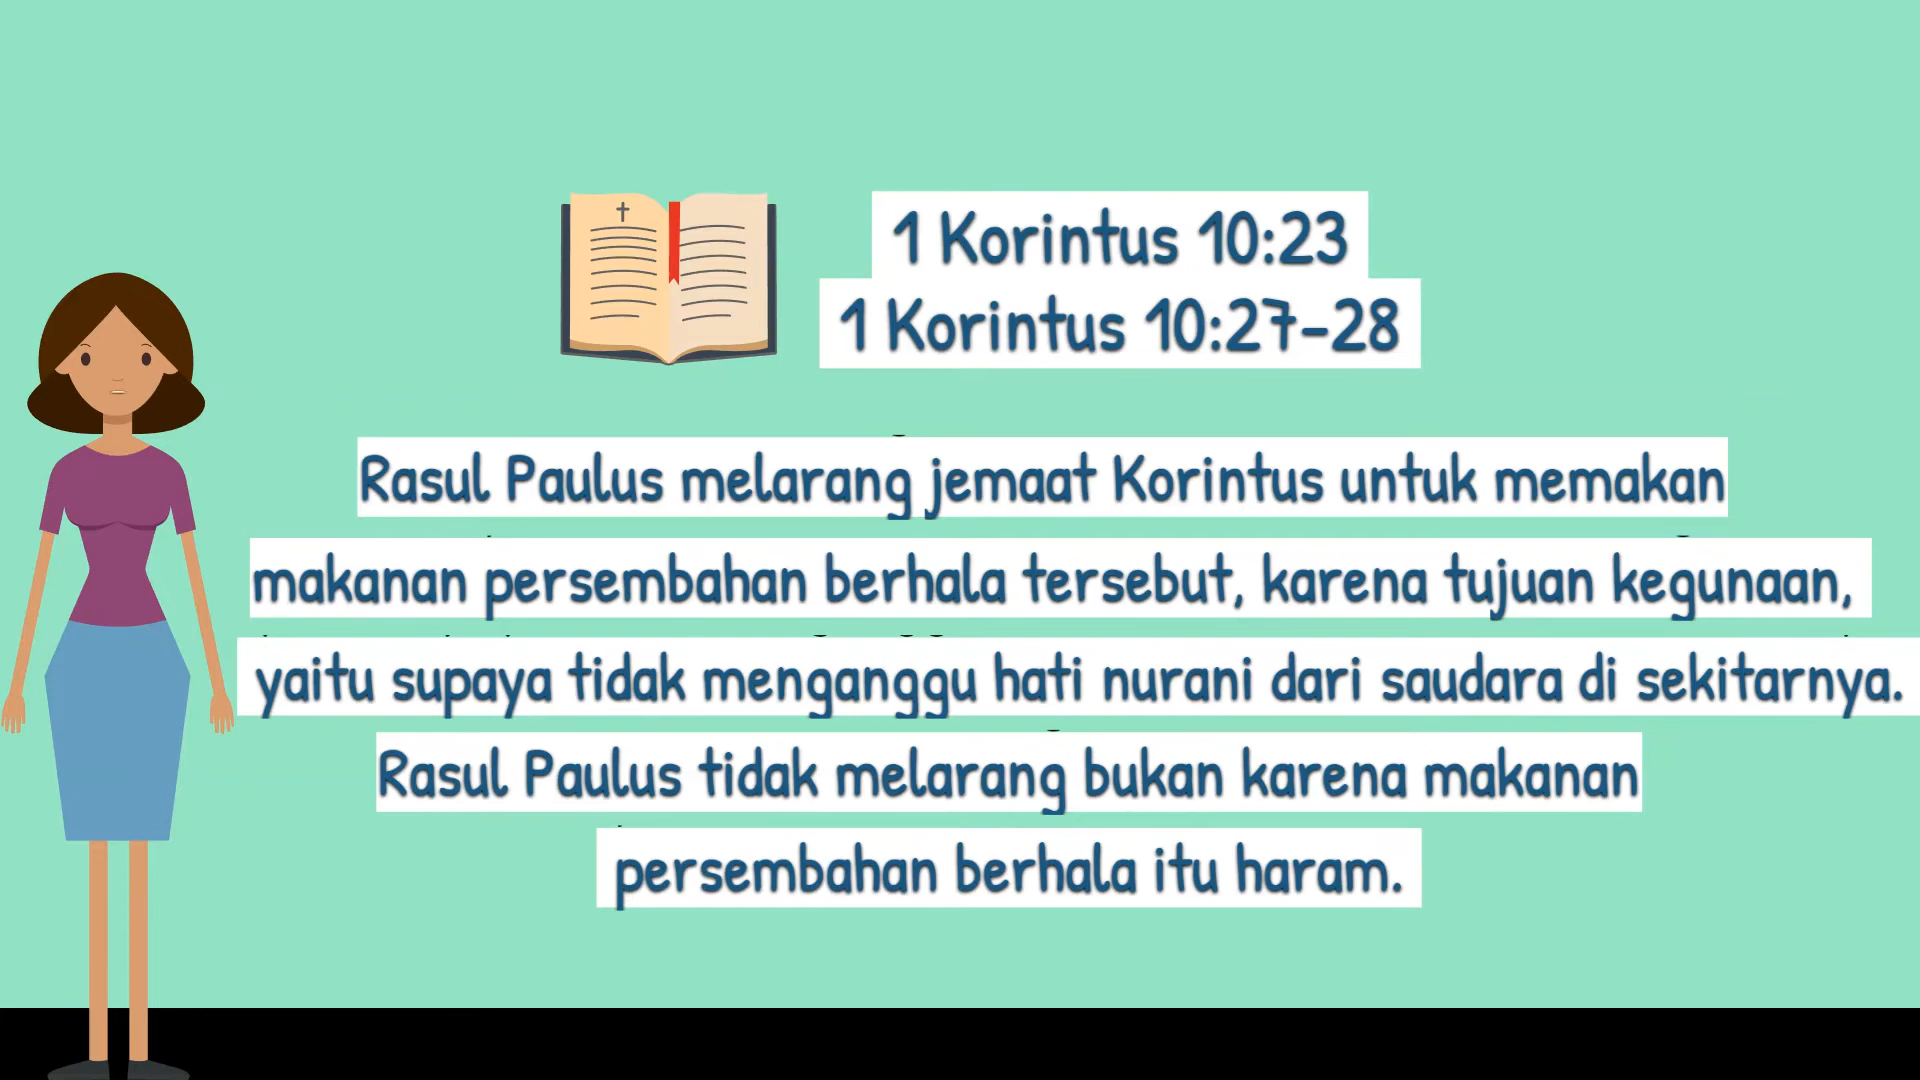 1 Korintus 10:23
1 Korintus 10:27-28
Rasul Paulus melarang jemaat Korintus untuk memakan
makanan persembahan berhala tersebut, karena tujuan kegunaan,
yaitu supaya tidak menganggu hati nurani dari saudara di sekitarnya.
Rasul Paulus tidak melarang bukan karena makanan
persembahan berhala itu haram.